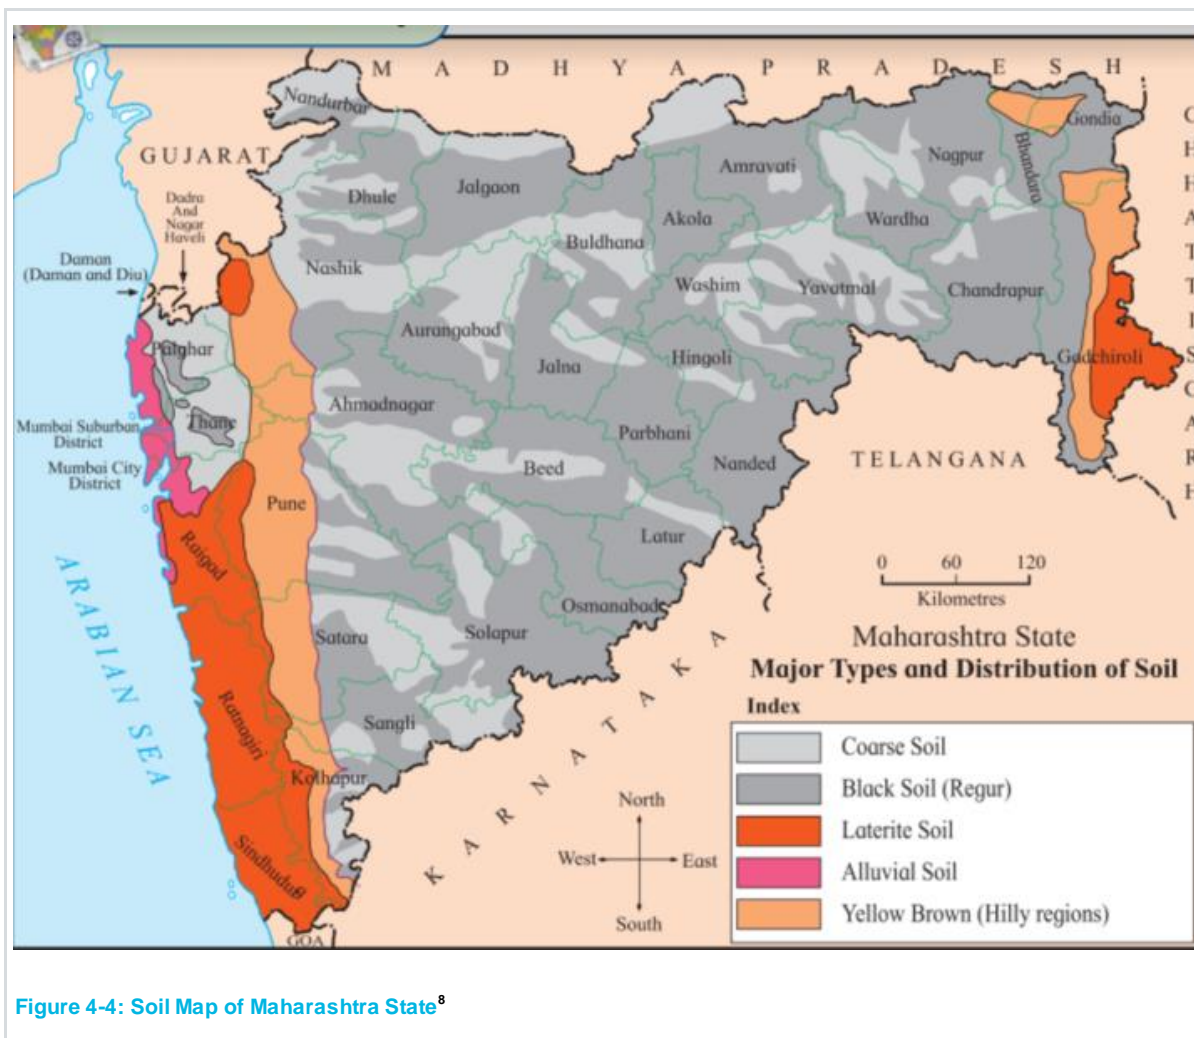 M A D H Y A P R A D E S H
Nandurbar
Gondia
GUJARAT
Bhandara
Nagpur
Amravati
Dhule
Jalgaon
Dadra
And
Nagar
Haveli
Akola
Wardha
Buldhana
Daman
(Daman and Diu)
Nashik
Washim
Yavatmal
Chandrapur
Aurangabad
Palghar
Hingoli
Gadchiroli
Jalna
Ahmadnagar
Thane
Mumbai Suburban
District
Parbhani
Beed
Nanded
TELANGANA
Mumbai City
District
Pune
Latur
Raigad
0 60 120
Kilometres
ARABIAN SEA
Osmanabad
Satara
Solapur
Maharashtra State
Major Types and Distribution of Soil
KARNATAKA
Index
Ratnagiri
Sangli
Coarse Soil
Kolhapur
Black Soil (Regur)
North
Laterite Soil
West East
Sindhudurg
Alluvial Soil
South
Yellow Brown (Hilly regions)
GOA
Figure 4-4: Soil Map of Maharashtra State8